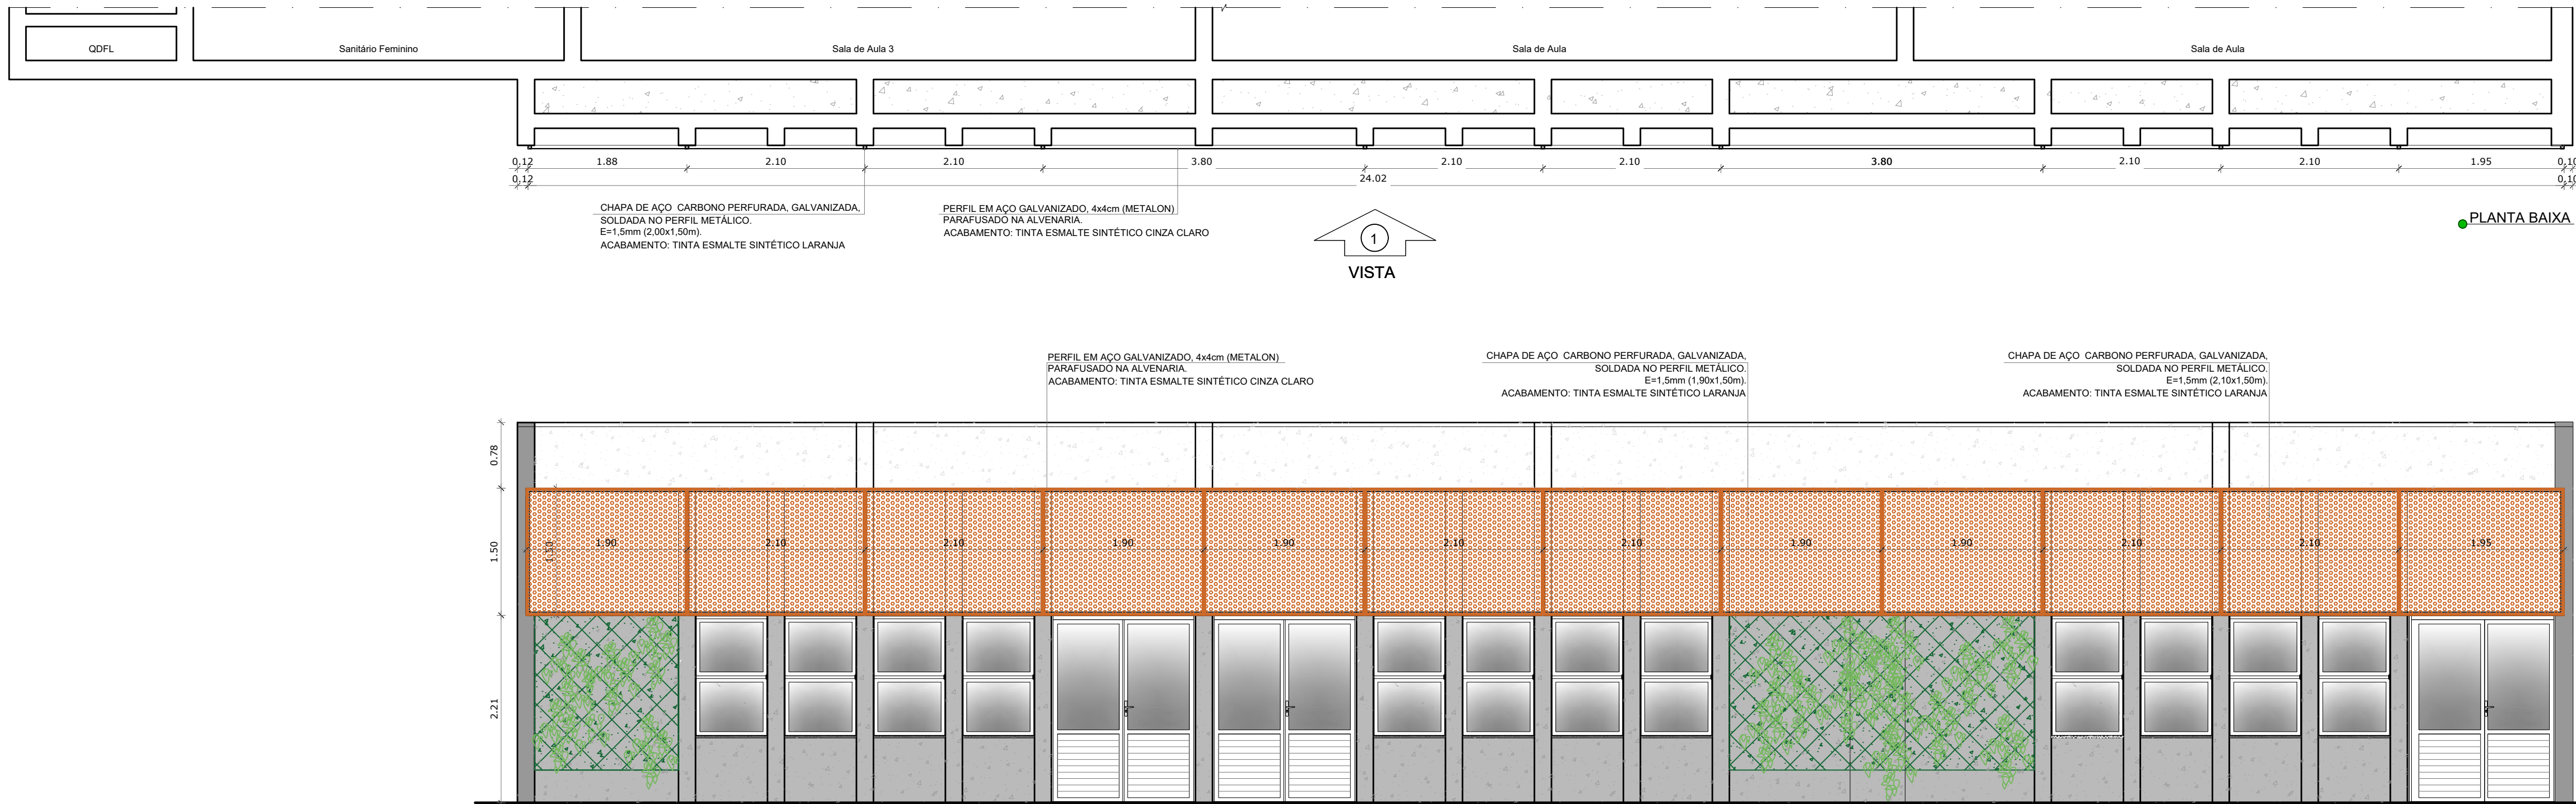 QDFL
Sanitário Feminino
Sala de Aula 3
Sala de Aula
Sala de Aula
0.12 1.88 2.10 2.10 3.80 2.10 2.10 3.80 2.10 2.10 1.95 0.10
0.12 24.02 0.10
CHAPA DE AÇO CARBONO PERFURADA, GALVANIZADA,
SOLDADA NO PERFIL METÁLICO.
E=1,5mm (2,00x1,50m).
ACABAMENTO: TINTA ESMALTE SINTÉTICO LARANJA
PERFIL EM AÇO GALVANIZADO, 4x4cm (METALON)
PARAFUSADO NA ALVENARIA.
ACABAMENTO: TINTA ESMALTE SINTÉTICO CINZA CLARO
1
VISTA
PLANTA BAIXA
PERFIL EM AÇO GALVANIZADO, 4x4cm (METALON)
PARAFUSADO NA ALVENARIA.
ACABAMENTO: TINTA ESMALTE SINTÉTICO CINZA CLARO
CHAPA DE AÇO CARBONO PERFURADA, GALVANIZADA,
SOLDADA NO PERFIL METÁLICO.
E=1,5mm (1,90x1,50m).
ACABAMENTO: TINTA ESMALTE SINTÉTICO LARANJA
CHAPA DE AÇO CARBONO PERFURADA, GALVANIZADA,
SOLDADA NO PERFIL METÁLICO.
E=1,5mm (2,10x1,50m).
ACABAMENTO: TINTA ESMALTE SINTÉTICO LARANJA
0.78
1.50
2.21
1.50
1.90 2.10 2.10 1.90 1.90 2.10 2.10 1.90 1.90 2.10 2.10 1.95